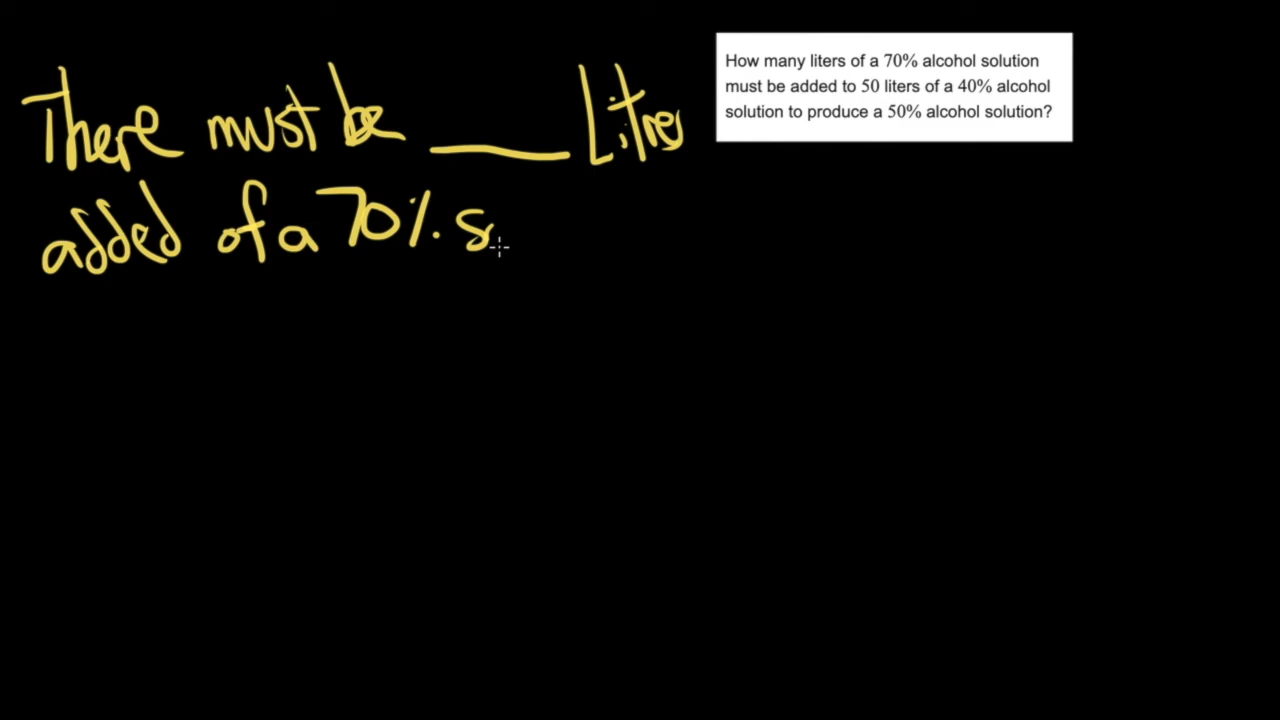 There must be ____ Litres
added of a 70% s
How many liters of a 70% alcohol solution
must be added to 50 liters of a 40% alcohol
solution to produce a 50% alcohol solution?